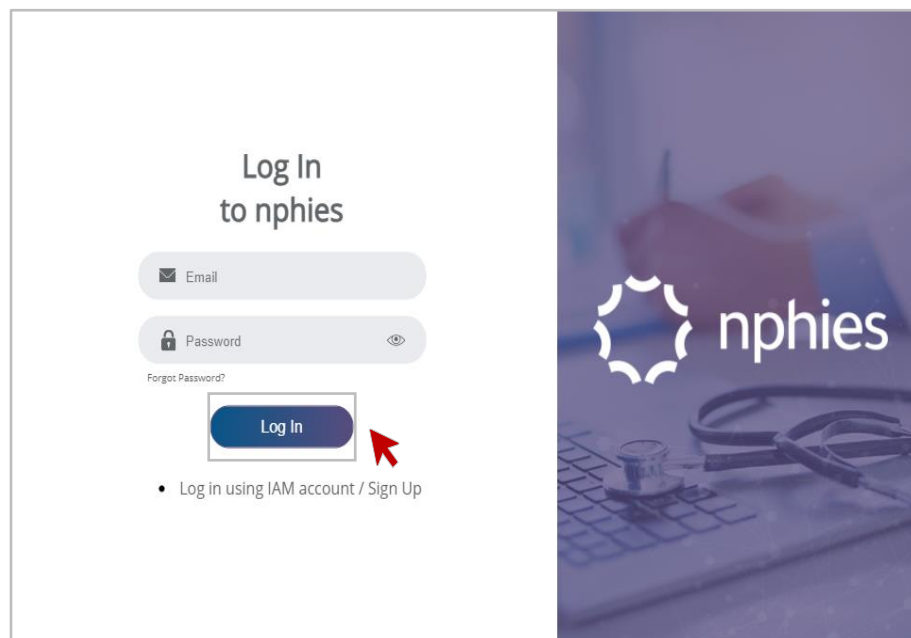 Log In
to nphies
Email
Password
Forgot Password?
Log In
• Log in using IAM account / Sign Up
nphies